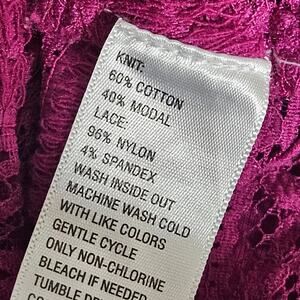 KNIT:
60% COTTON
40% MODAL
LACE:
96% NYLON
4% SPANDEX
WASH INSIDE OUT
MACHINE WASH COLD
WITH LIKE COLORS
GENTLE CYCLE
ONLY NON-CHLORINE
BLEACH IF NEEDED
TUMBLE